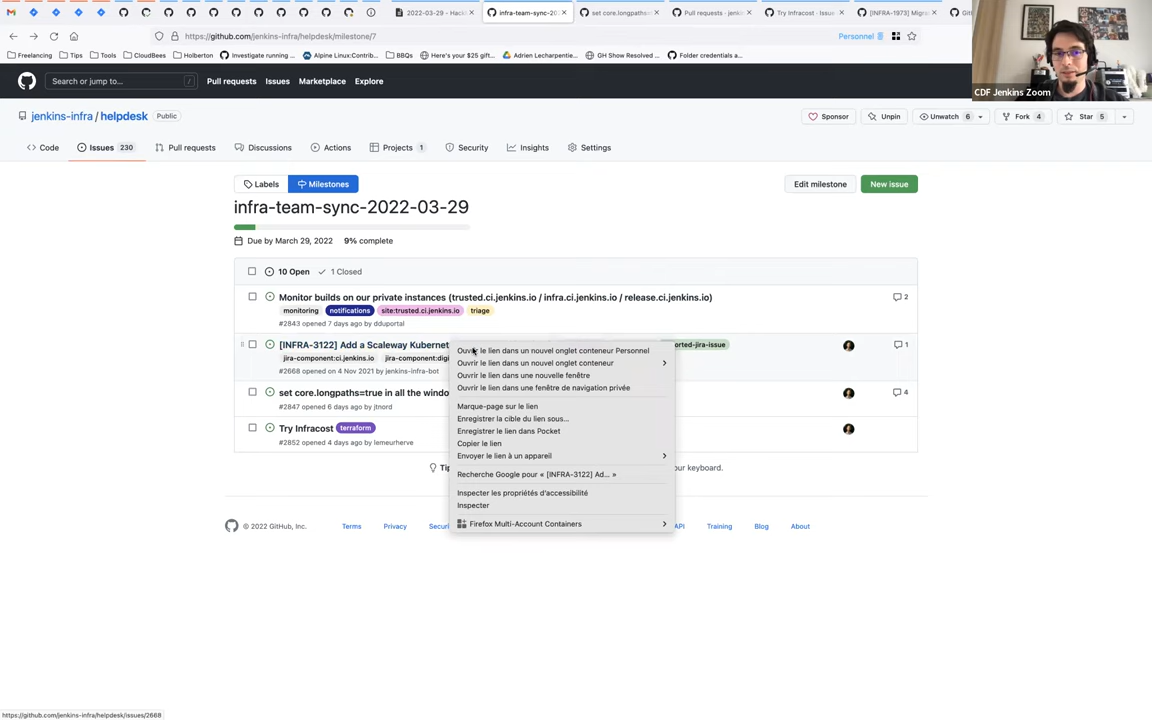 2022-03-29 - Hack
infra-team-sync-20
set core.longpaths=
Pull requests · jenkin
Try Infracost · Issu
[INFRA-1973] Migra
Git
https://github.com/jenkins-infra/helpdesk/milestone/7
Personnel
Freelancing
Tips
Tools
CloudBees
Holberton
Investigate running ...
Alpine Linux:Contrib...
BBQs
Here's your $25 gift...
Adrien Lecharpentie...
GH Show Resolved ...
Folder credentials a...
CDF Jenkins Zoom
Search or jump to...
/
Pull requests
Issues
Marketplace
Explore
jenkins-infra / helpdesk
Public
Sponsor
Unpin
Unwatch 6
Fork 4
Star 5
Code
Issues 230
Pull requests
Discussions
Actions
Projects 1
Security
Insights
Settings
Labels
Milestones
Edit milestone
New issue
infra-team-sync-2022-03-29
Due by March 29, 2022 9% complete
10 Open
1 Closed
Monitor builds on our private instances (trusted.ci.jenkins.io / infra.ci.jenkins.io / release.ci.jenkins.io)
2
monitoring
notifications
site:trusted.ci.jenkins.io
triage
#2843 opened 7 days ago by dduportal
[INFRA-3122] Add a Scaleway Kubernet
orted-jira-issue
1
jira-component:ci.jenkins.io
jira-component:digi
#2668 opened on 4 Nov 2021 by jenkins-infra-bot
set core.longpaths=true in all the windo
4
#2847 opened 6 days ago by jtnord
Try Infracost
terraform
#2852 opened 4 days ago by lemeurherve
Ouvrir le lien dans un nouvel onglet conteneur Personnel
Ouvrir le lien dans un nouvel onglet conteneur
Ouvrir le lien dans une nouvelle fenêtre
Ouvrir le lien dans une fenêtre de navigation privée
Marque-page sur le lien
Enregistrer la cible du lien sous...
Enregistrer le lien dans Pocket
Copier le lien
Envoyer le lien à un appareil
Recherche Google pour « [INFRA-3122] Ad... »
Inspecter les propriétés d'accessibilité
Inspecter
Firefox Multi-Account Containers
Tip
our keyboard.
© 2022 GitHub, Inc.
Terms
Privacy
Securi
API
Training
Blog
About
https://github.com/jenkins-infra/helpdesk/issues/2668